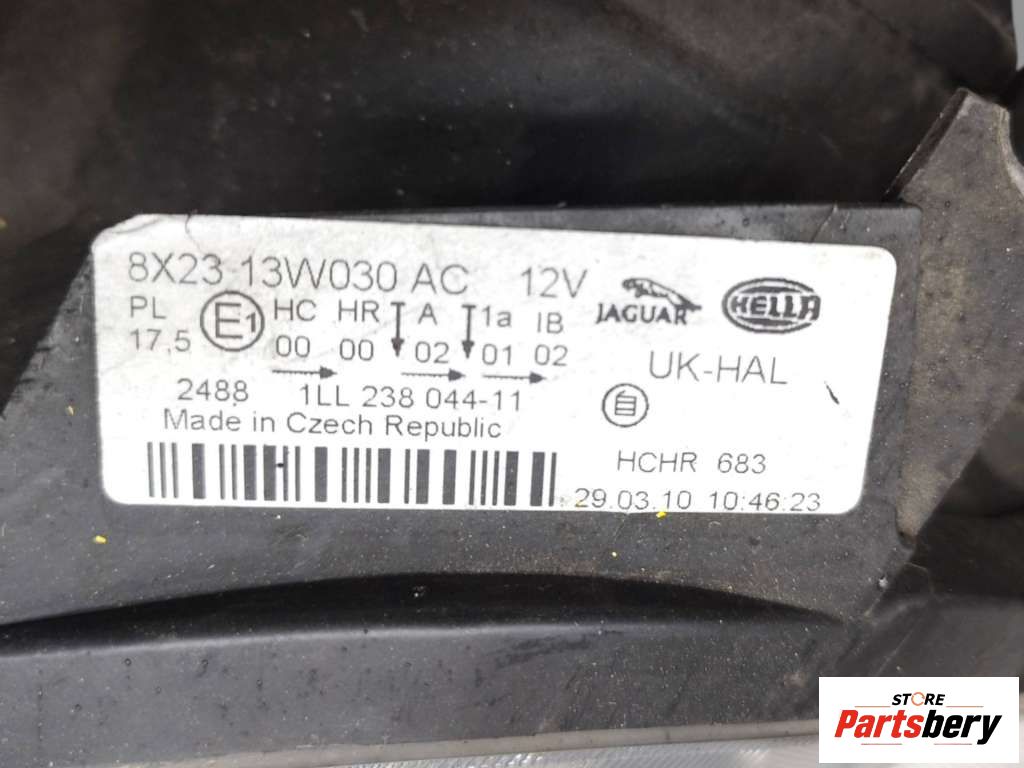 8X23-13W030 AC 12V JAGUAR HELLA
PL E1 HC HR A 1a IB
17,5 00 00 02 01 02 UK-HAL
2488 1LL 238 044-11 自
Made in Czech Republic
HCHR 683
29.03.10 10:46:23
STORE
Partsbery